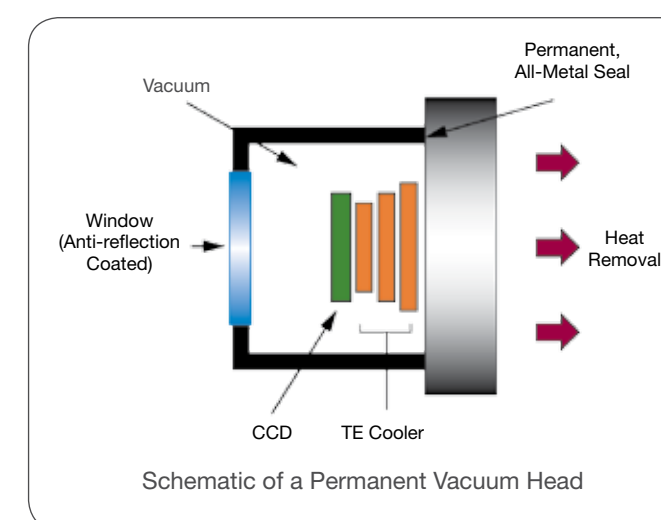 Permanent,
All-Metal Seal
Vacuum
Window
(Anti-reflection
Coated)
Heat
Removal
CCD
TE Cooler
Schematic of a Permanent Vacuum Head